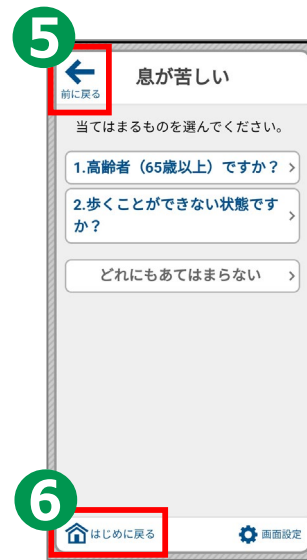 5
前に戻る
息が苦しい
当てはまるものを選んでください。
1.高齢者（65歳以上）ですか？
2.歩くことができない状態です
か？
どれにもあてはまらない
6
はじめに戻る
画面設定